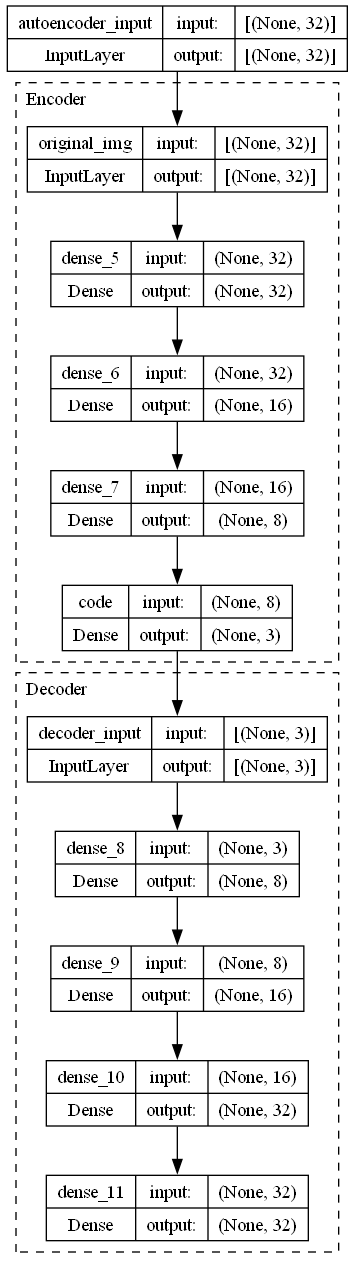 autoencoder_input input: [(None, 32)]
InputLayer output: [(None, 32)]
Encoder
original_img input: [(None, 32)]
InputLayer output: [(None, 32)]
dense_5 input: (None, 32)
Dense output: (None, 32)
dense_6 input: (None, 32)
Dense output: (None, 16)
dense_7 input: (None, 16)
Dense output: (None, 8)
code input: (None, 8)
Dense output: (None, 3)
Decoder
decoder_input input: [(None, 3)]
InputLayer output: [(None, 3)]
dense_8 input: (None, 3)
Dense output: (None, 8)
dense_9 input: (None, 8)
Dense output: (None, 16)
dense_10 input: (None, 16)
Dense output: (None, 32)
dense_11 input: (None, 32)
Dense output: (None, 32)